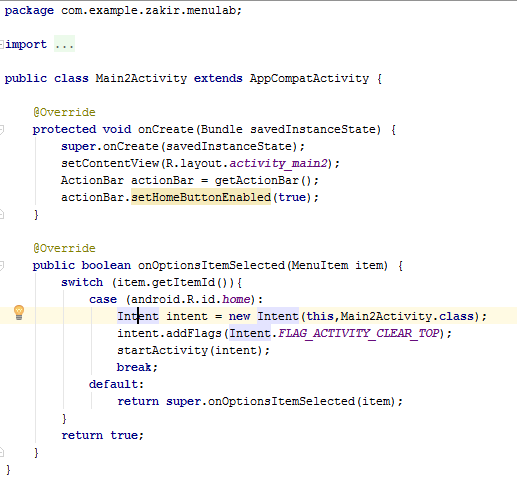 package com.example.zakir.menulab;
import ...
public class Main2Activity extends AppCompatActivity {
@Override
protected void onCreate(Bundle savedInstanceState) {
super.onCreate(savedInstanceState);
setContentView(R.layout.activity_main2);
ActionBar actionBar = getActionBar();
actionBar.setHomeButtonEnabled(true);
}
@Override
public boolean onOptionsItemSelected(MenuItem item) {
switch (item.getItemId()){
case (android.R.id.home):
Intent intent = new Intent(this,Main2Activity.class);
intent.addFlags(Intent.FLAG_ACTIVITY_CLEAR_TOP);
startActivity(intent);
break;
default:
return super.onOptionsItemSelected(item);
}
return true;
}
}